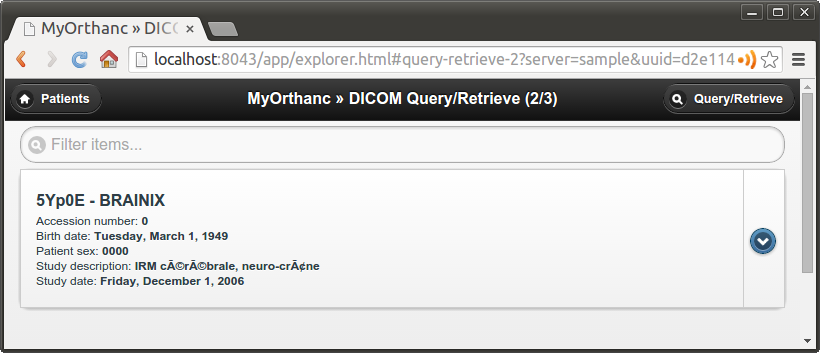 MyOrthanc » DICO
localhost:8043/app/explorer.html#query-retrieve-2?server=sample&uuid=d2e114
Patients
MyOrthanc » DICOM Query/Retrieve (2/3)
Query/Retrieve
Filter items...
5Yp0E - BRAINIX
Accession number: 0
Birth date: Tuesday, March 1, 1949
Patient sex: 0000
Study description: IRM cÃ©rÃ©brale, neuro-crÃ¢ne
Study date: Friday, December 1, 2006